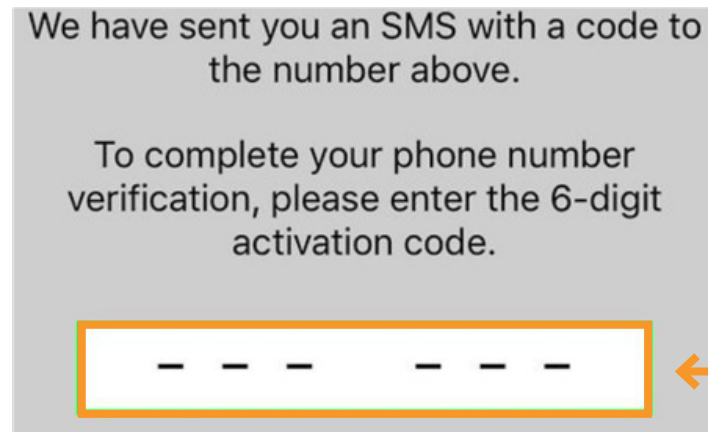 We have sent you an SMS with a code to
the number above.
To complete your phone number
verification, please enter the 6-digit
activation code.
– – –  – – –